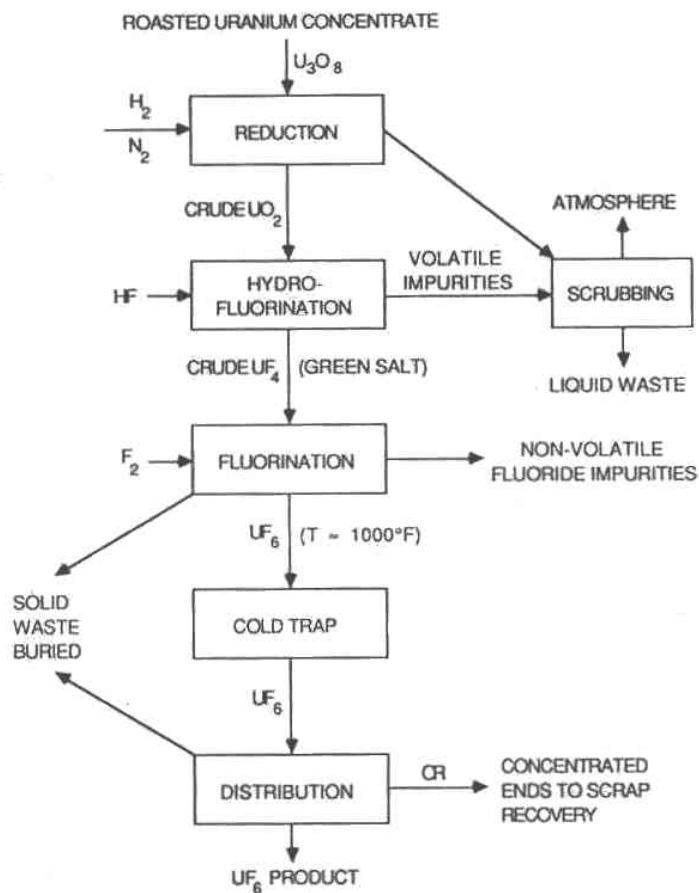 ROASTED URANIUM CONCENTRATE
U₃O₈
H₂
N₂
REDUCTION
CRUDE UO₂
ATMOSPHERE
VOLATILE
IMPURITIES
HF
HYDRO-
FLUORINATION
SCRUBBING
CRUDE UF₄ (GREEN SALT)
LIQUID WASTE
F₂
FLUORINATION
NON-VOLATILE
FLUORIDE IMPURITIES
UF₆ (T ≈ 1000°F)
SOLID
WASTE
BURIED
COLD TRAP
UF₆
DISTRIBUTION
CR
CONCENTRATED
ENDS TO SCRAP
RECOVERY
UF₆ PRODUCT